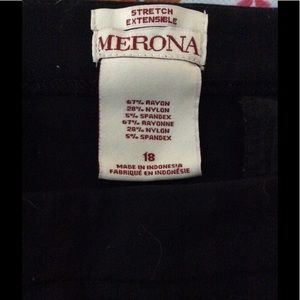 STRETCH
EXTENSIBLE
MERONA
67% RAYON
28% NYLON
5% SPANDEX
67% RAYONNE
28% NYLON
5% SPANDEX
18
MADE IN INDONESIA
FABRIQUÉ EN INDONÉSIE